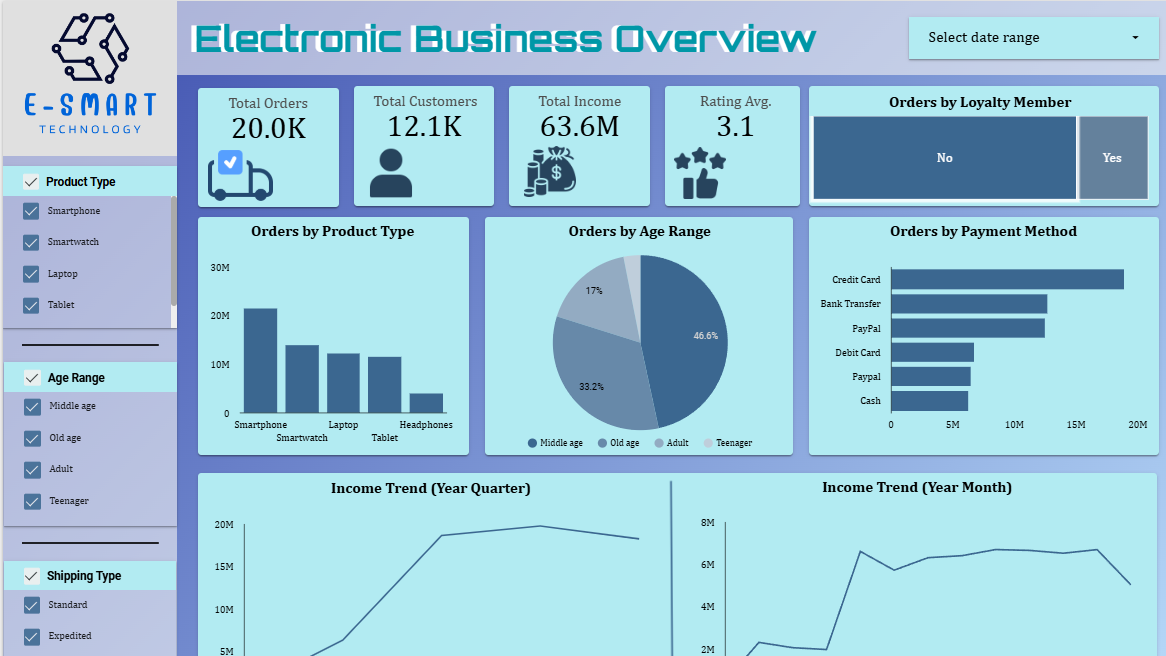 E-SMART
TECHNOLOGY
Electronic Business Overview
Select date range
Product Type
Smartphone
Smartwatch
Laptop
Tablet
Age Range
Middle age
Old age
Adult
Teenager
Shipping Type
Standard
Expedited
Total Orders
20.0K
Total Customers
12.1K
Total Income
63.6M
$
Rating Avg.
3.1
Orders by Loyalty Member
No
Yes
Orders by Product Type
30M
20M
10M
0
Smartphone
Smartwatch
Laptop
Tablet
Headphones
Orders by Age Range
17%
46.6%
33.2%
Middle age
Old age
Adult
Teenager
Orders by Payment Method
Credit Card
Bank Transfer
PayPal
Debit Card
Paypal
Cash
0
5M
10M
15M
20M
Income Trend (Year Quarter)
20M
15M
10M
5M
Income Trend (Year Month)
8M
6M
4M
2M